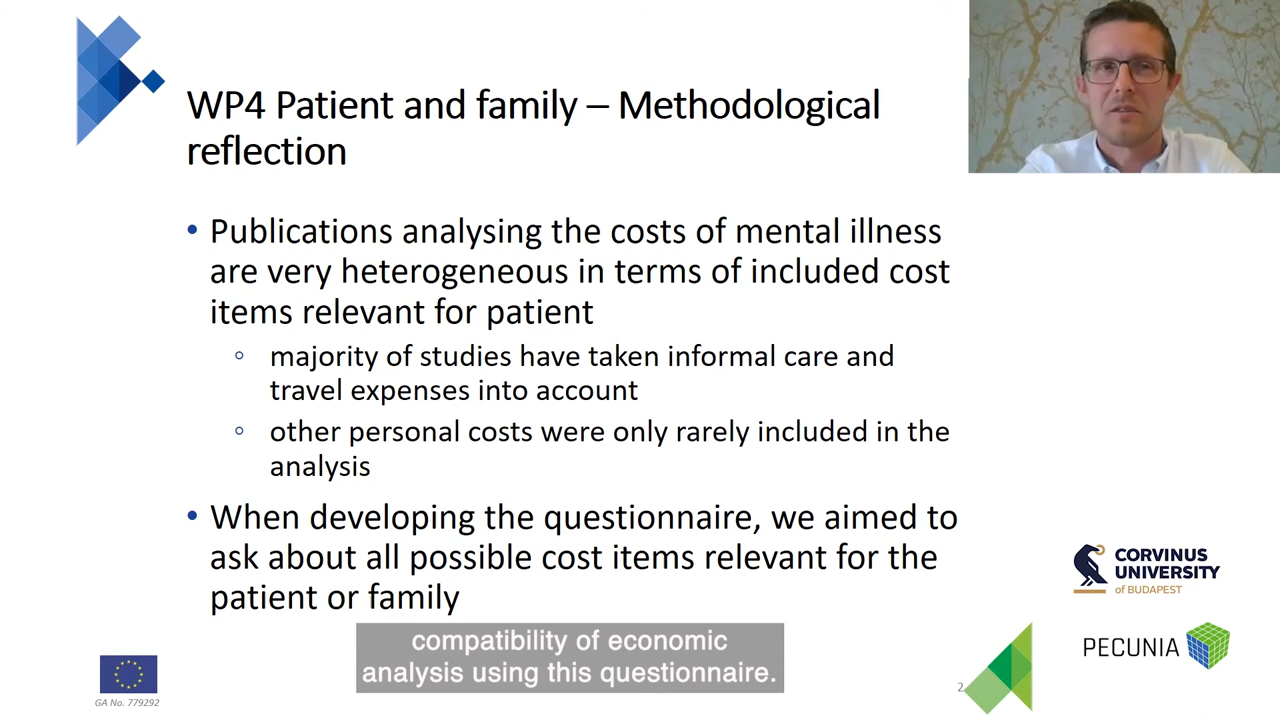 WP4 Patient and family – Methodological
reflection
• Publications analysing the costs of mental illness
are very heterogeneous in terms of included cost
items relevant for patient
◦ majority of studies have taken informal care and
travel expenses into account
◦ other personal costs were only rarely included in the
analysis
• When developing the questionnaire, we aimed to
ask about all possible cost items relevant for the
patient or family
compatibility of economic
analysis using this questionnaire.
CORVINUS
UNIVERSITY
of BUDAPEST
PECUNIA
GA No. 779292
2